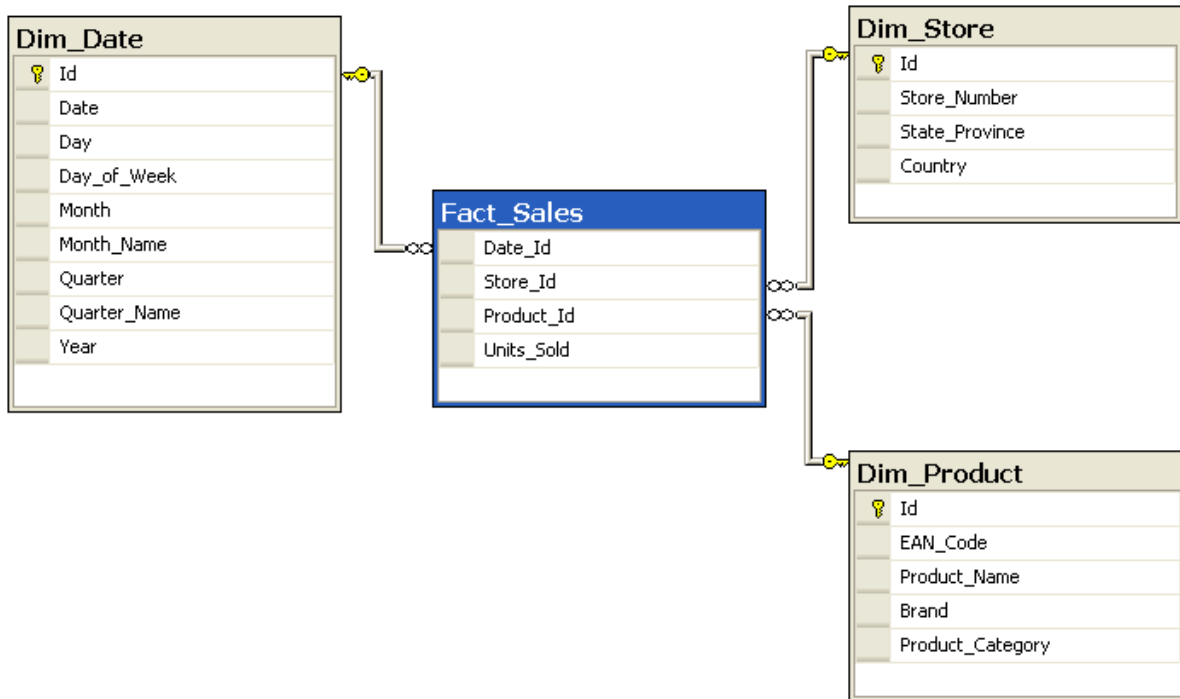 Dim_Date
Id
Date
Day
Day_of_Week
Month
Month_Name
Quarter
Quarter_Name
Year
Fact_Sales
Date_Id
Store_Id
Product_Id
Units_Sold
Dim_Store
Id
Store_Number
State_Province
Country
Dim_Product
Id
EAN_Code
Product_Name
Brand
Product_Category